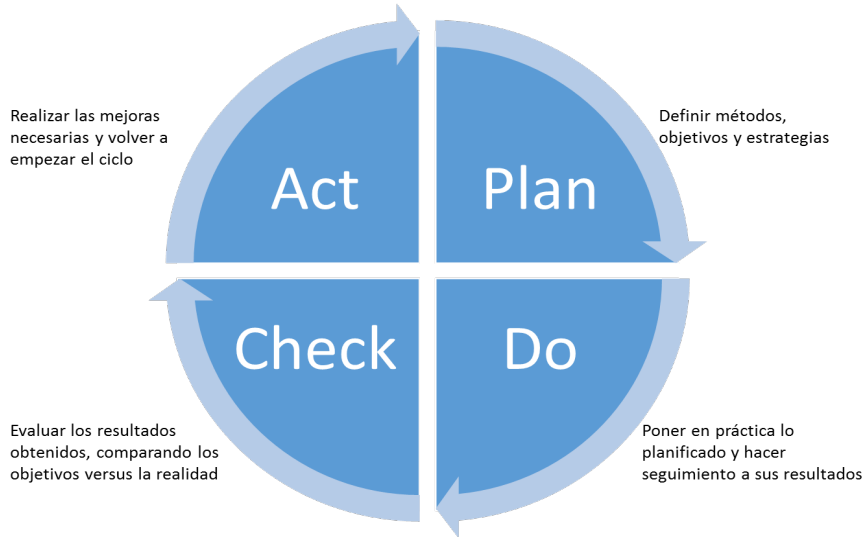 Realizar las mejoras
necesarias y volver a
empezar el ciclo
Act
Plan
Definir métodos,
objetivos y estrategias
Check
Do
Evaluar los resultados
obtenidos, comparando los
objetivos versus la realidad
Poner en práctica lo
planificado y hacer
seguimiento a sus resultados